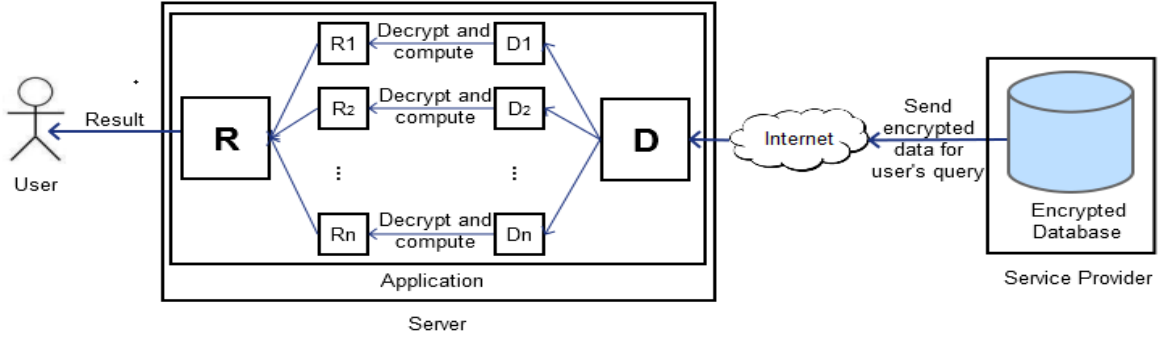 R1
Decrypt and
compute
D1
R2
Decrypt and
compute
D2
Result
R
D
Internet
Send
encrypted
data for
user's query
User
...
...
Rn
Decrypt and
compute
Dn
Encrypted
Database
Application
Service Provider
Server